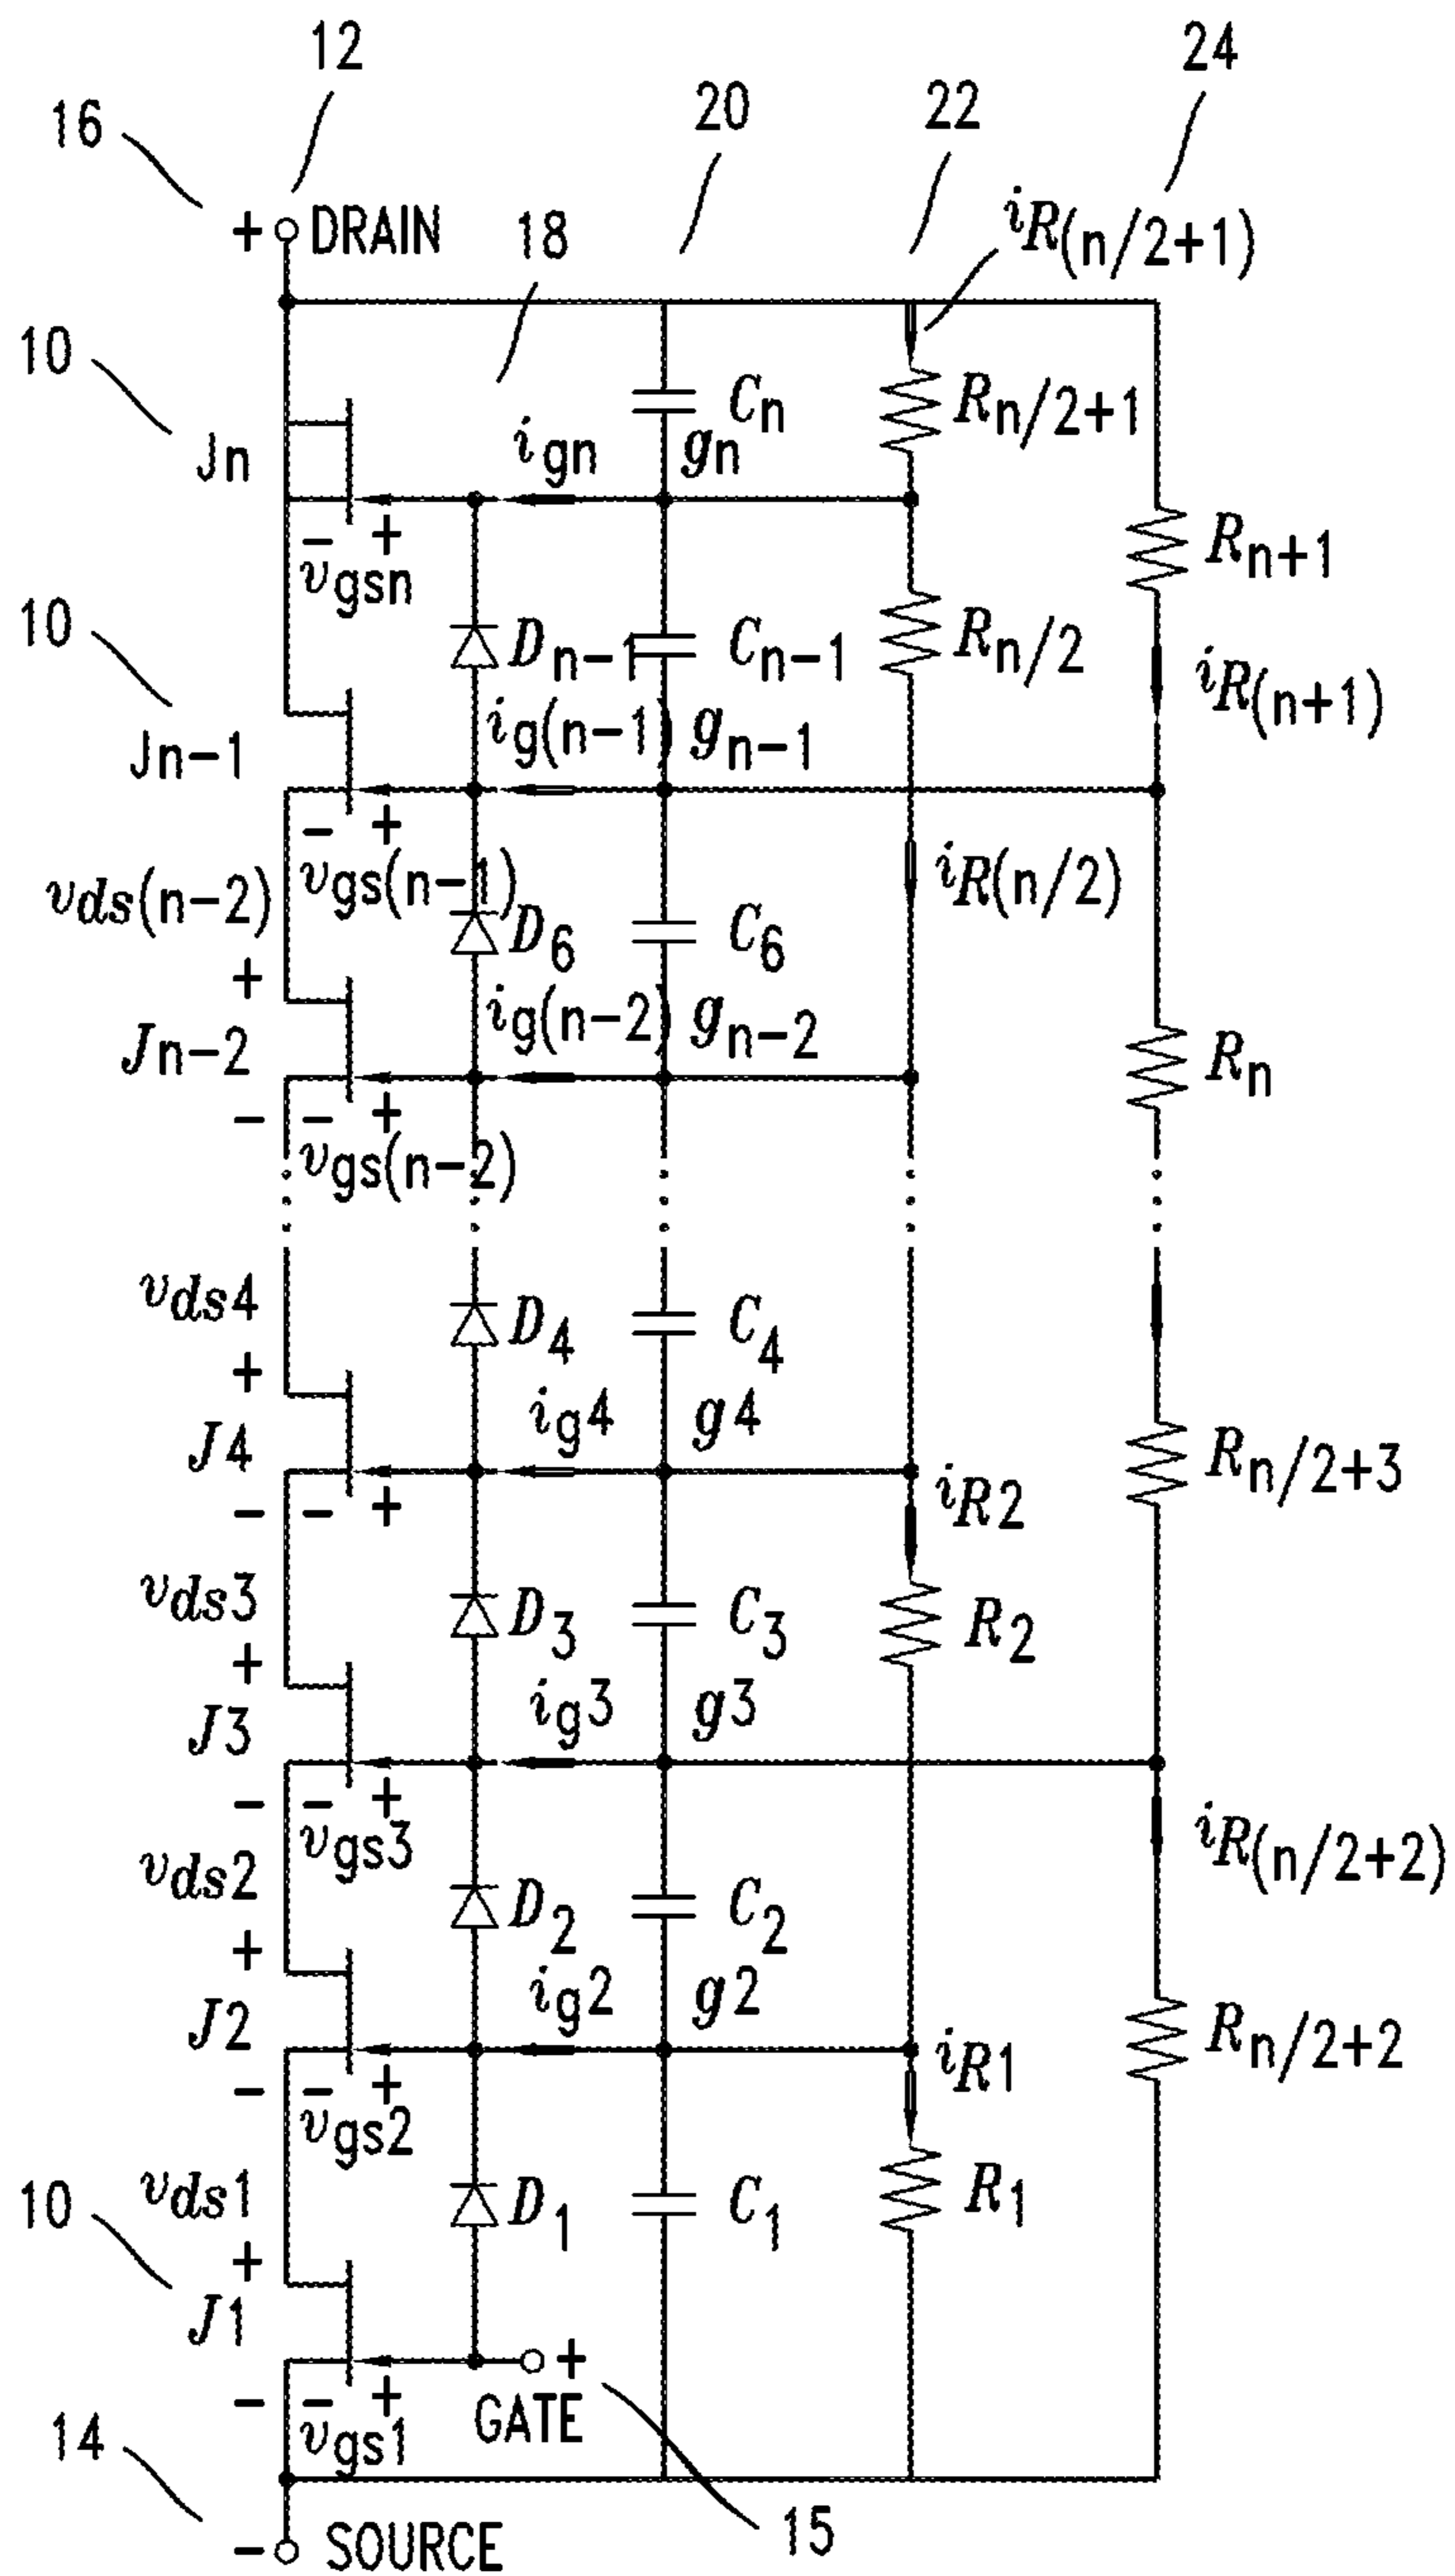 12
24
16
20
22
+ DRAIN
18
iR(n/2+1)
10
Cn
Rn/2+1
Jn
ign
gn
Rn+1
- +
vgsn
10
Dn-1
Cn-1
Rn/2
iR(n+1)
Jn-1
ig(n-1)
gn-1
- +
vgs(n-1)
vds(n-2)
iR(n/2)
D6
C6
+
Jn-2
ig(n-2)
gn-2
Rn
- - +
vgs(n-2)
vds4
D4
C4
+
J4
ig4
g4
Rn/2+3
- - +
iR2
vds3
D3
C3
R2
+
J3
ig3
g3
- - +
vgs3
iR(n/2+2)
vds2
D2
C2
+
J2
ig2
g2
Rn/2+2
- - +
iR1
vgs2
vds1
D1
C1
R1
10
+
J1
+
GATE
- - +
vgs1
14
15
- SOURCE